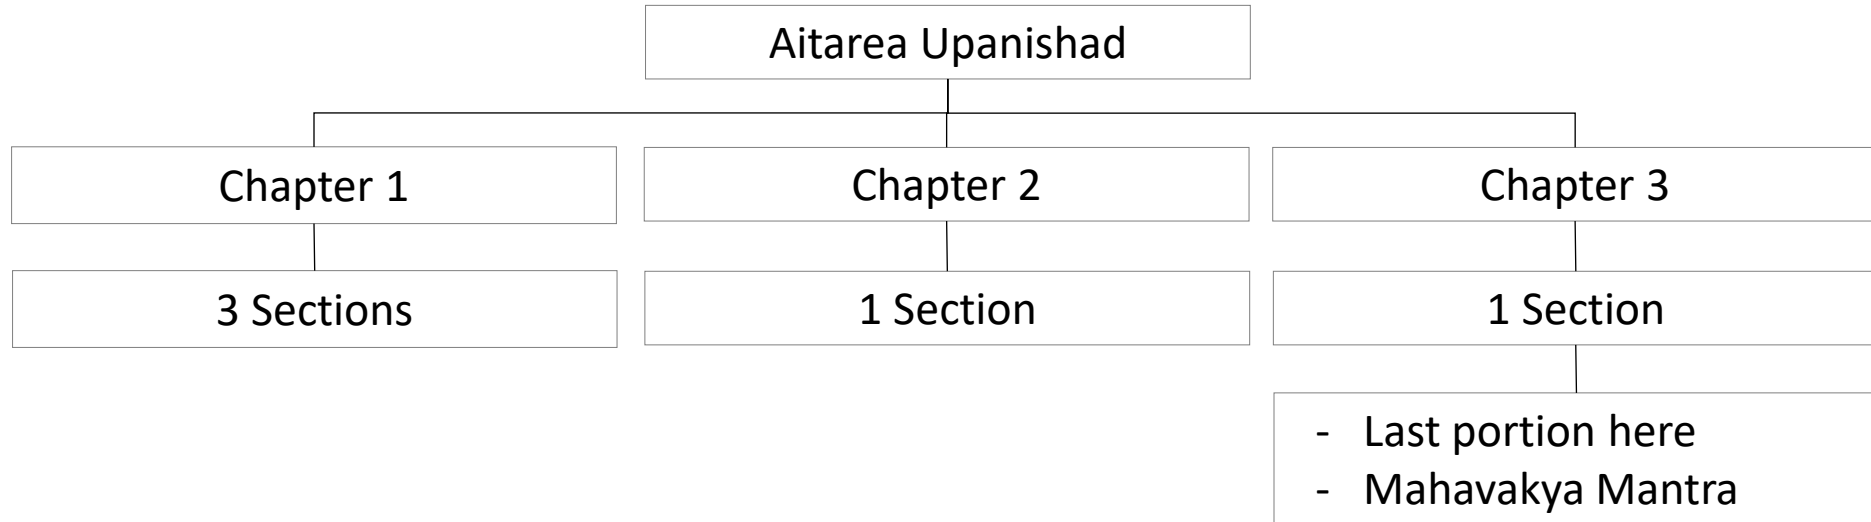 Aitarea Upanishad
Chapter 1
Chapter 2
Chapter 3
3 Sections
1 Section
1 Section
- Last portion here
- Mahavakya Mantra